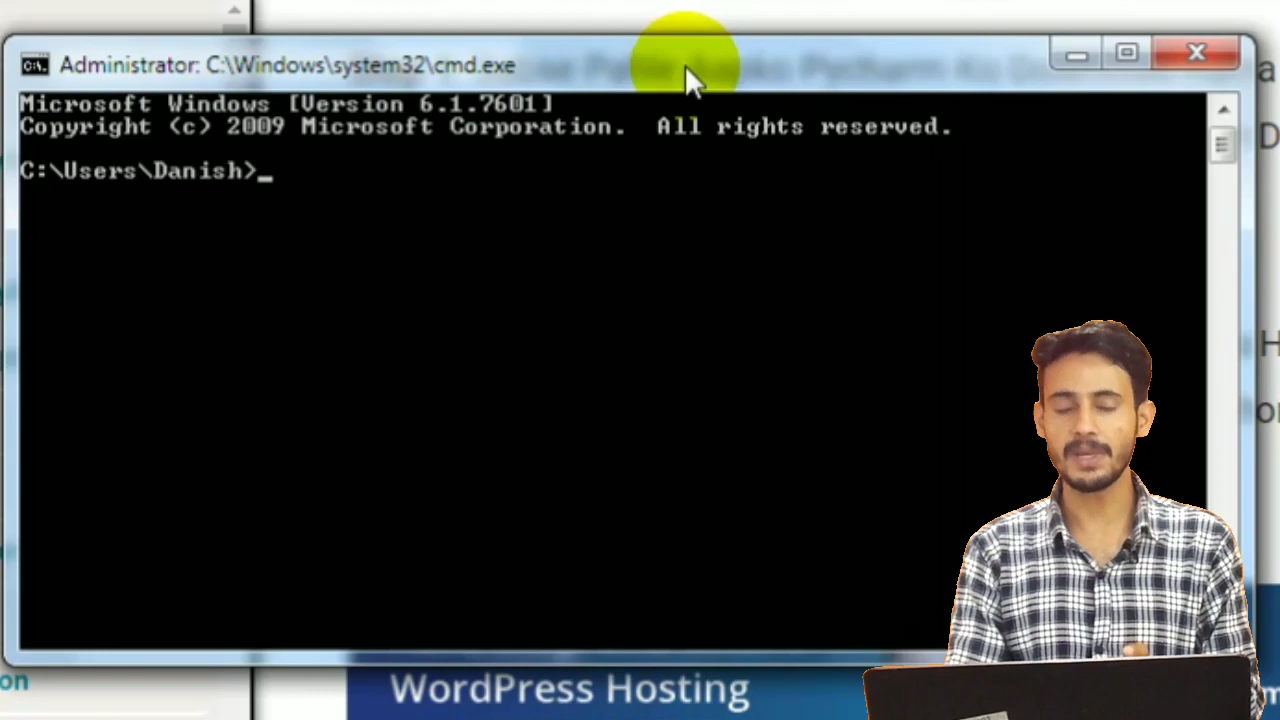 Administrator: C:\Windows\system32\cmd.exe
Microsoft Windows [Version 6.1.7601]
Copyright (c) 2009 Microsoft Corporation.  All rights reserved.
C:\Users\Danish>_
WordPress Hosting
on